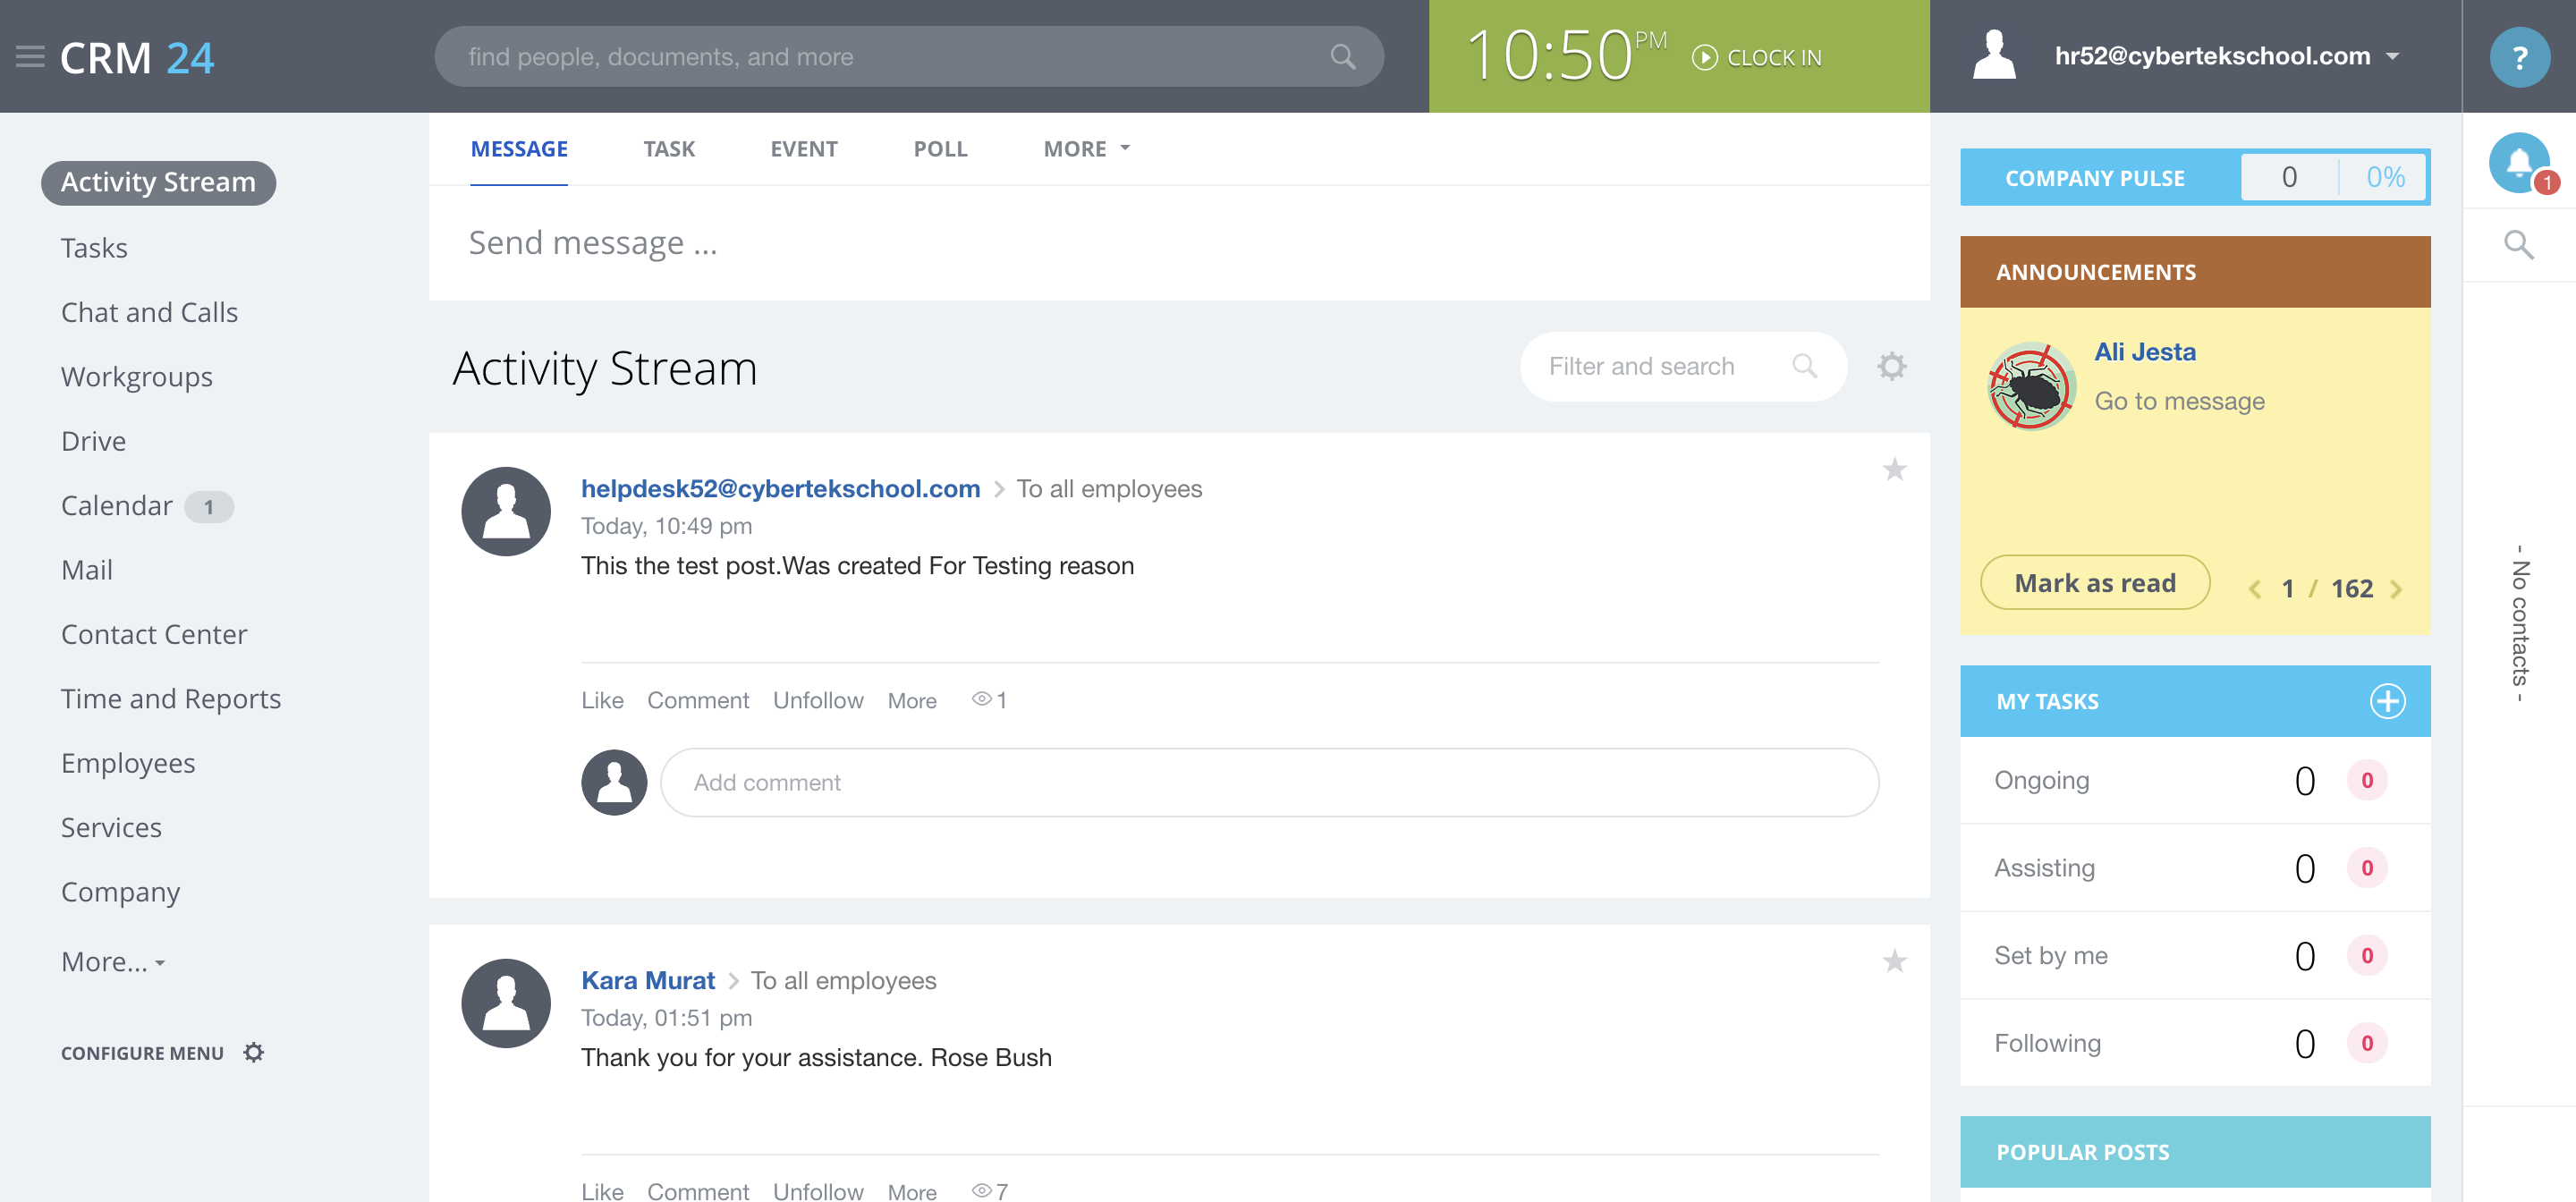 CRM 24
find people, documents, and more
10:50 PM CLOCK IN
hr52@cybertekschool.com
?
Activity Stream
Tasks
Chat and Calls
Workgroups
Drive
Calendar 1
Mail
Contact Center
Time and Reports
Employees
Services
Company
More...
CONFIGURE MENU
MESSAGE TASK EVENT POLL MORE
Send message ...
Activity Stream
Filter and search
helpdesk52@cybertekschool.com To all employees
Today, 10:49 pm
This the test post.Was created For Testing reason
Like Comment Unfollow More 1
Add comment
Kara Murat To all employees
Today, 01:51 pm
Thank you for your assistance. Rose Bush
Like Comment Unfollow More 7
COMPANY PULSE 0 0%
ANNOUNCEMENTS
Ali Jesta
Go to message
Mark as read 1 / 162
MY TASKS
Ongoing 0 0
Assisting 0 0
Set by me 0 0
Following 0 0
POPULAR POSTS
1
- No contacts -